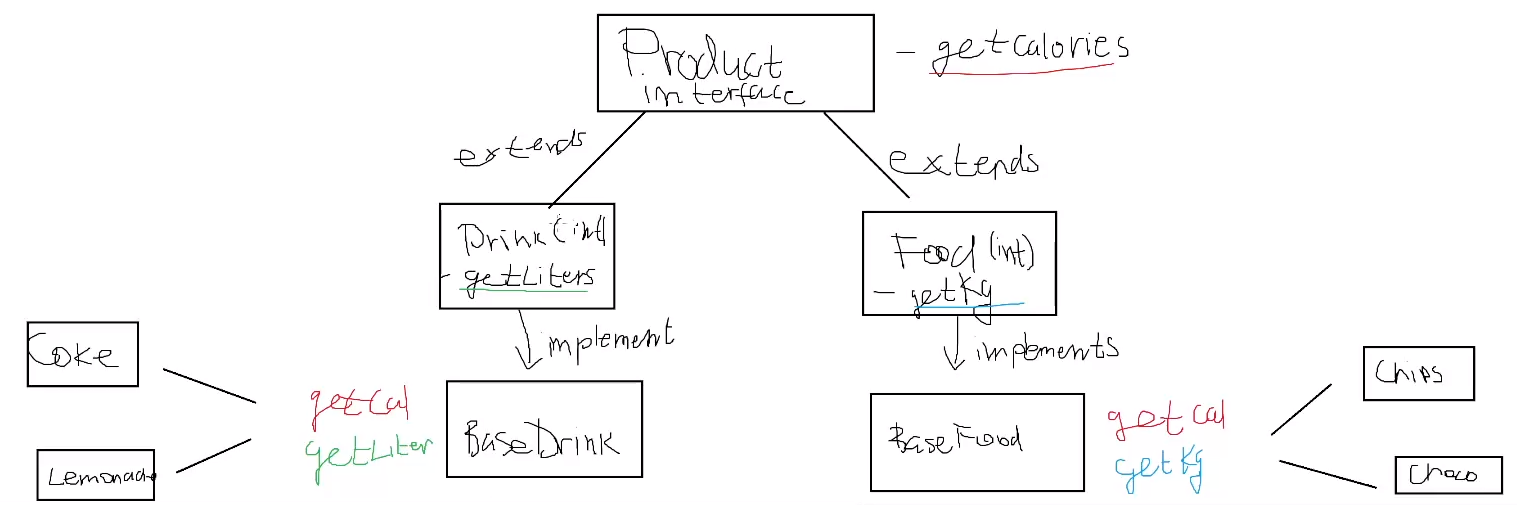 Product
interface
- getCalories
extends
extends
Drink (int)
- getLiters
Food (int)
- getKg
implement
implements
Coke
Lemonade
getCal
getLiter
BaseDrink
BaseFood
getCal
getKg
Chips
Choco